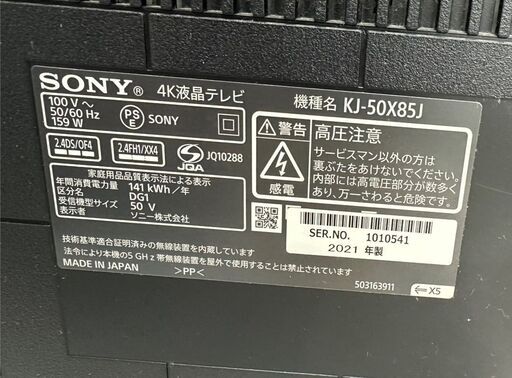 SONY® 4K液晶テレビ
機種名 KJ-50X85J
100 V ～
50/60 Hz
159 W
PS
E
SONY
2.4DS/OF4
2.4FH1/XX4
JQA
JQ10288
家庭用品品質表示法による表示
年間消費電力量 141 kWh/年
区分名 DG1
受信機型サイズ 50 V
表示者 ソニー株式会社
技術基準適合証明済みの無線装置を内蔵しています
法令により本機の5 GHz 帯無線装置を屋外で使用することは禁止されています
MADE IN JAPAN >PP<
警告
感電
高圧注意
サービスマン以外の方は
裏ぶたをあけないでください。
内部には高電圧部分が数多く
あり、万一さわると危険です。
SER.NO. 1010541
2021 年製
503163911
X5